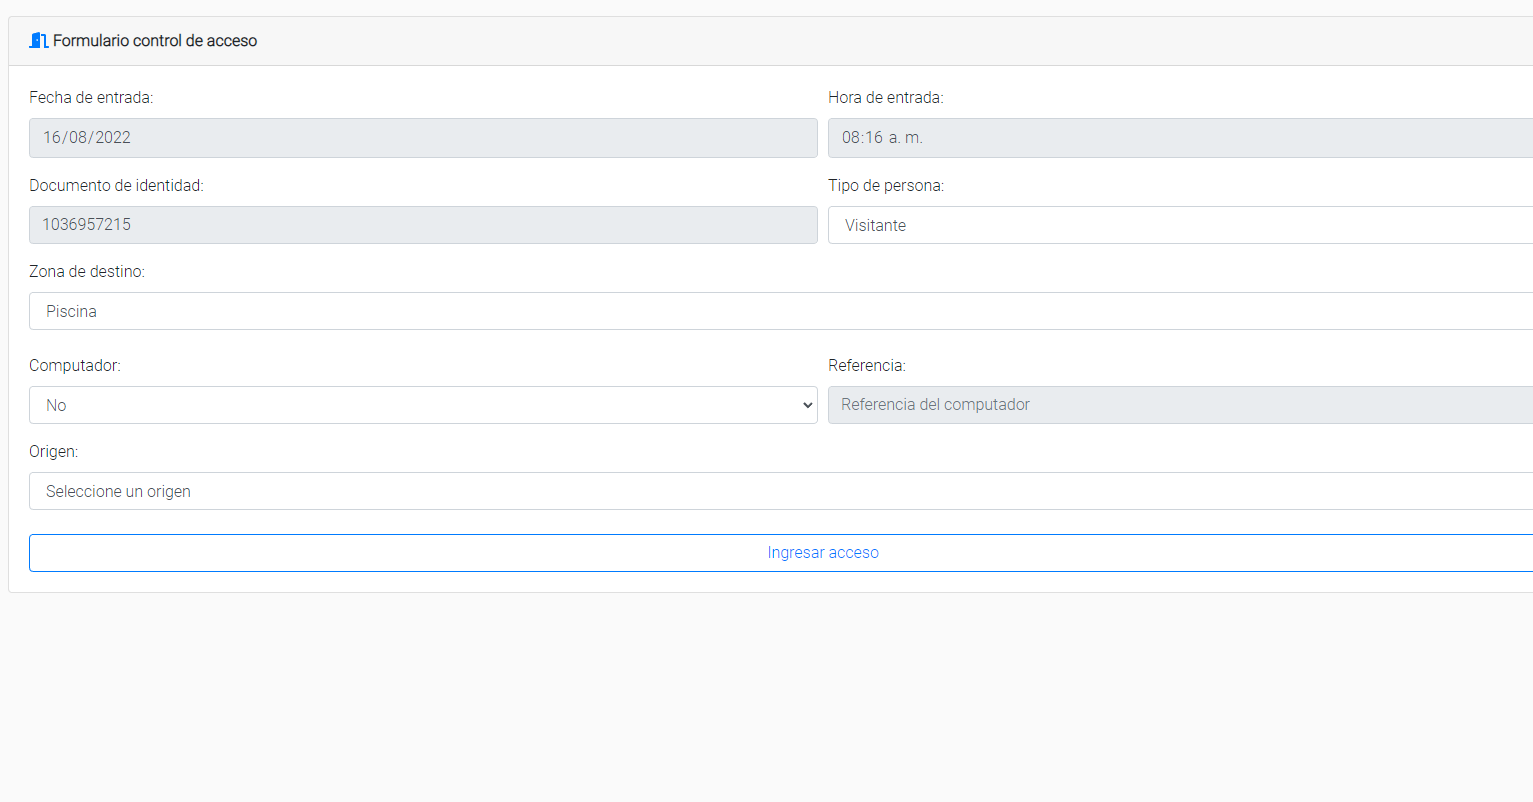 Formulario control de acceso
Fecha de entrada: Hora de entrada:
16/08/2022 08:16 a. m.
Documento de identidad: Tipo de persona:
1036957215 Visitante
Zona de destino:
Piscina
Computador: Referencia:
No Referencia del computador
Origen:
Seleccione un origen
Ingresar acceso